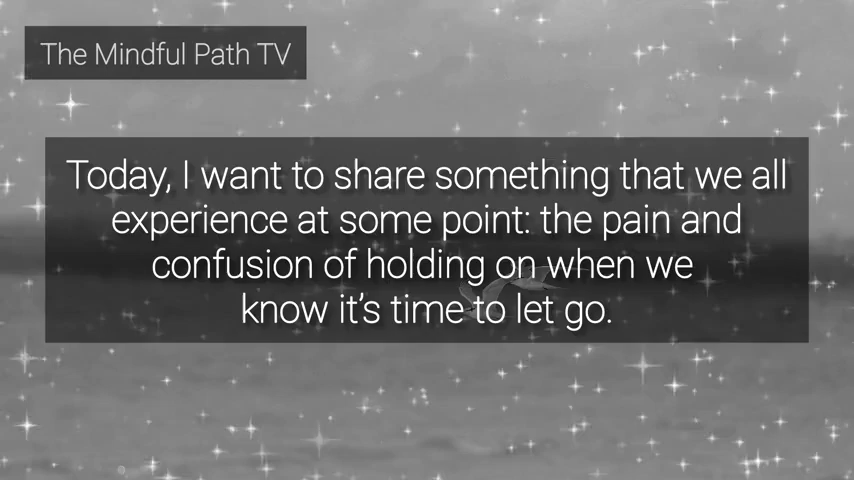 The Mindful Path TV
Today, I want to share something that we all
experience at some point: the pain and
confusion of holding on when we
know it’s time to let go.